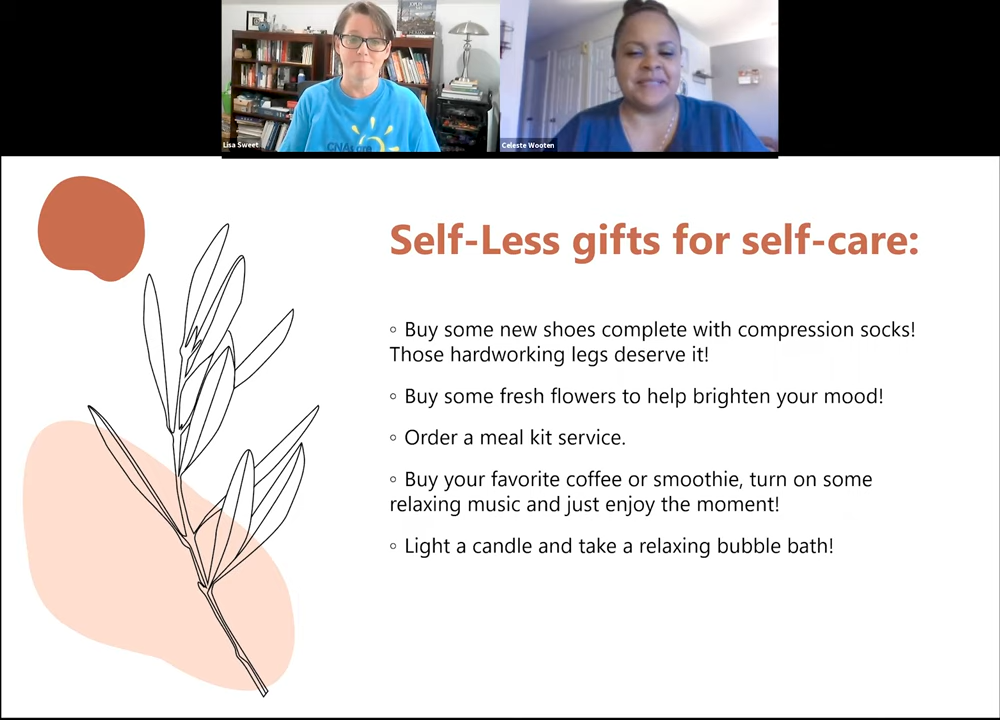 JOPLIN
Lisa Sweet
CNAs are
Celeste Wooten
Self-Less gifts for self-care:
◦ Buy some new shoes complete with compression socks!
Those hardworking legs deserve it!
◦ Buy some fresh flowers to help brighten your mood!
◦ Order a meal kit service.
◦ Buy your favorite coffee or smoothie, turn on some
relaxing music and just enjoy the moment!
◦ Light a candle and take a relaxing bubble bath!